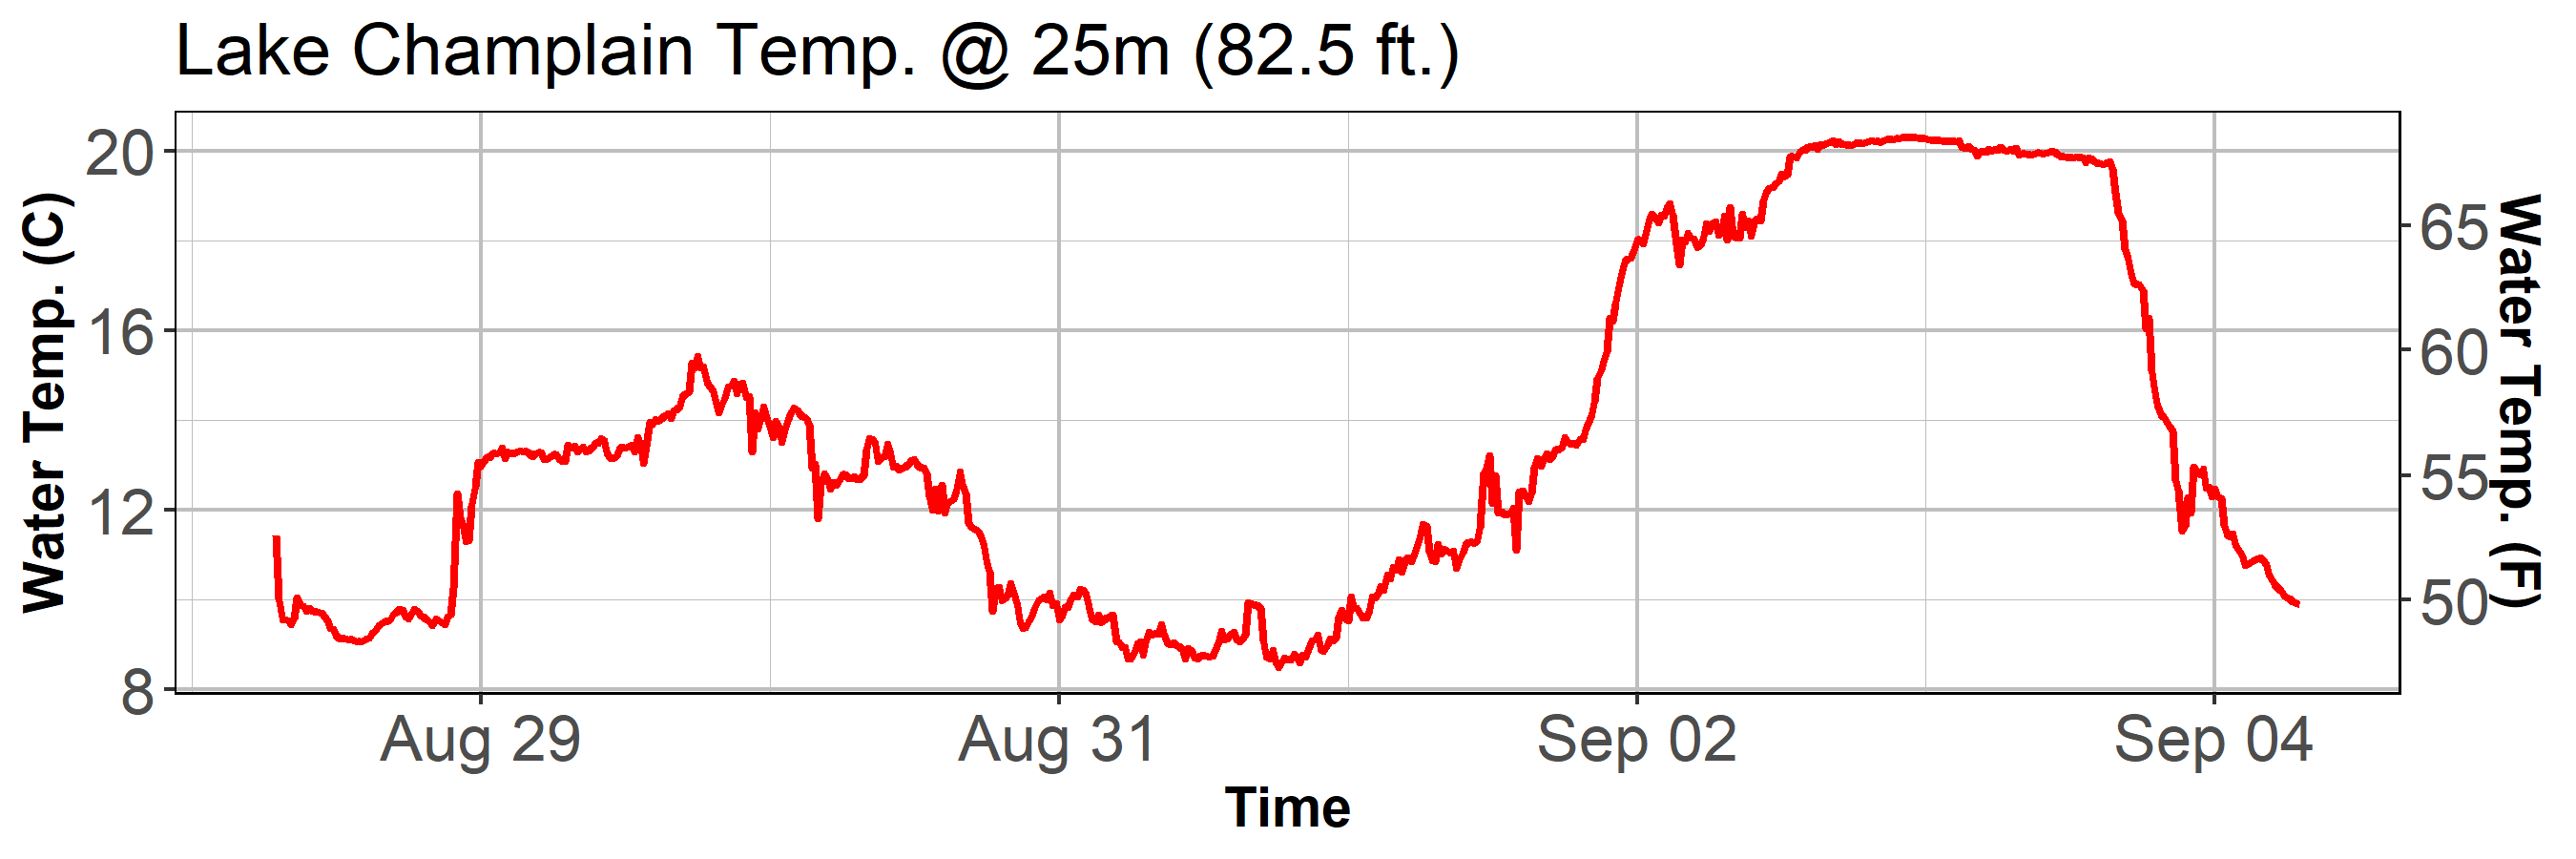 Lake Champlain Temp. @ 25m (82.5 ft.)
Water Temp. (C)
20
16
12
8
65
60
55
50
Water Temp. (F)
Aug 29
Aug 31
Sep 02
Sep 04
Time